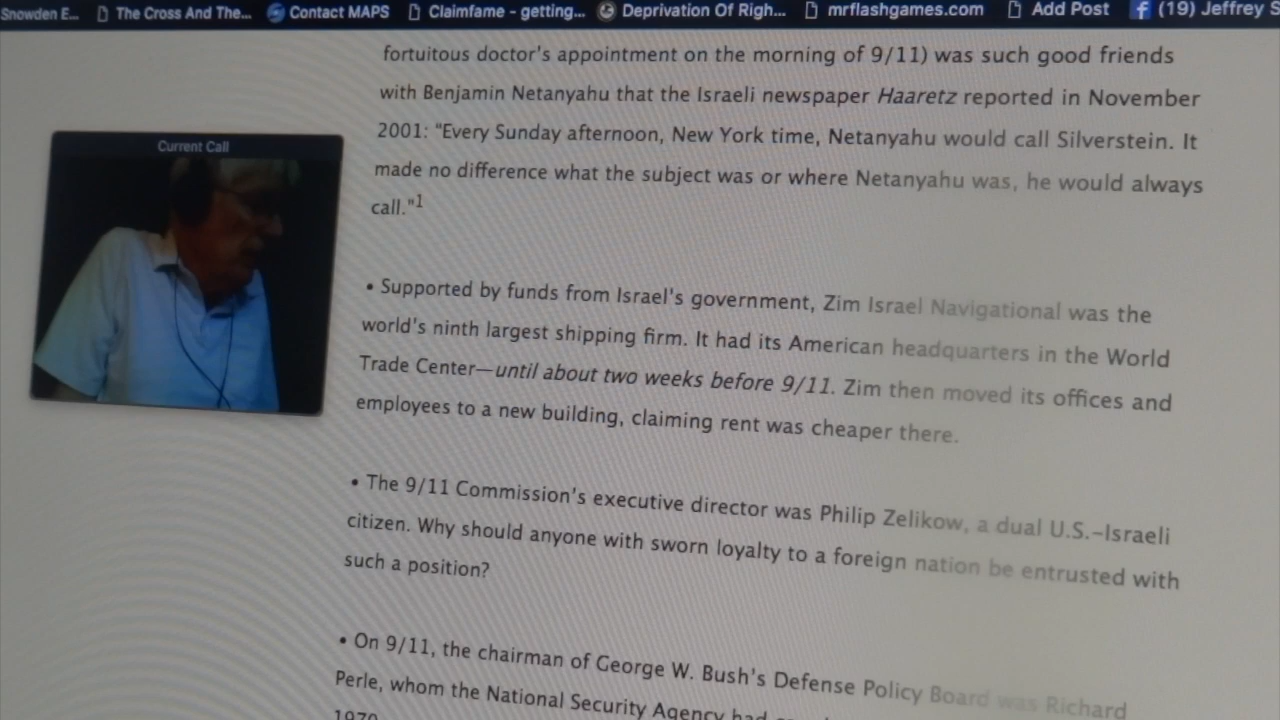 Snowden E... The Cross And The... Contact MAPS Claimfame - getting... Deprivation Of Righ... mrflashgames.com Add Post f (19) Jeffrey S
fortuitous doctor's appointment on the morning of 9/11) was such good friends
with Benjamin Netanyahu that the Israeli newspaper Haaretz reported in November
2001: "Every Sunday afternoon, New York time, Netanyahu would call Silverstein. It
made no difference what the subject was or where Netanyahu was, he would always
call."1
Current Call
• Supported by funds from Israel's government, Zim Israel Navigational was the
world's ninth largest shipping firm. It had its American headquarters in the World
Trade Center—until about two weeks before 9/11. Zim then moved its offices and
employees to a new building, claiming rent was cheaper there.
• The 9/11 Commission's executive director was Philip Zelikow, a dual U.S.–Israeli
citizen. Why should anyone with sworn loyalty to a foreign nation be entrusted with
such a position?
• On 9/11, the chairman of George W. Bush's Defense Policy Board was Richard
Perle, whom the National Security Agency had
1970